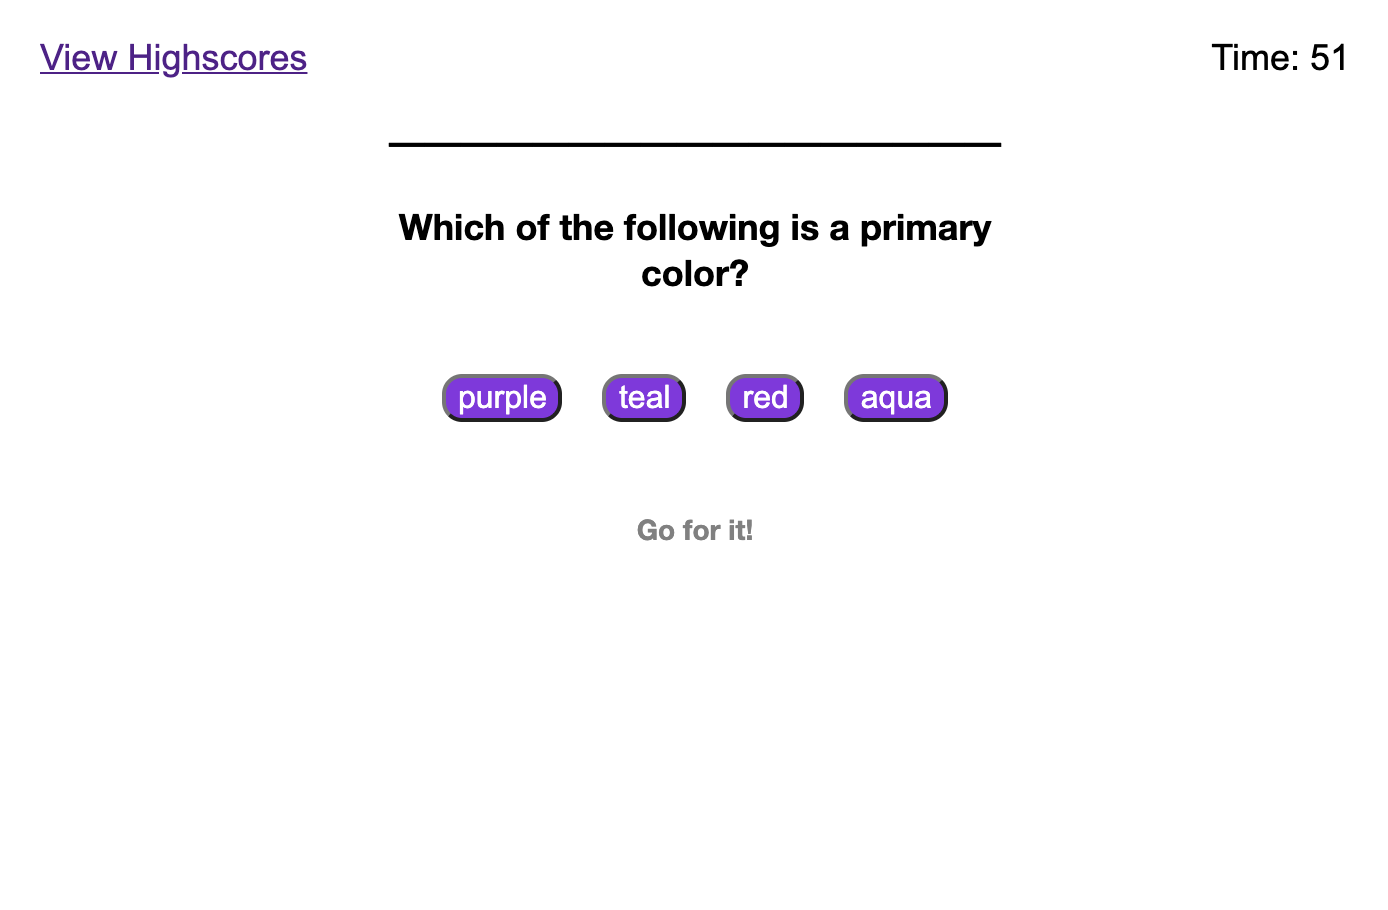 View Highscores
Time: 51
Which of the following is a primary
color?
purple
teal
red
aqua
Go for it!